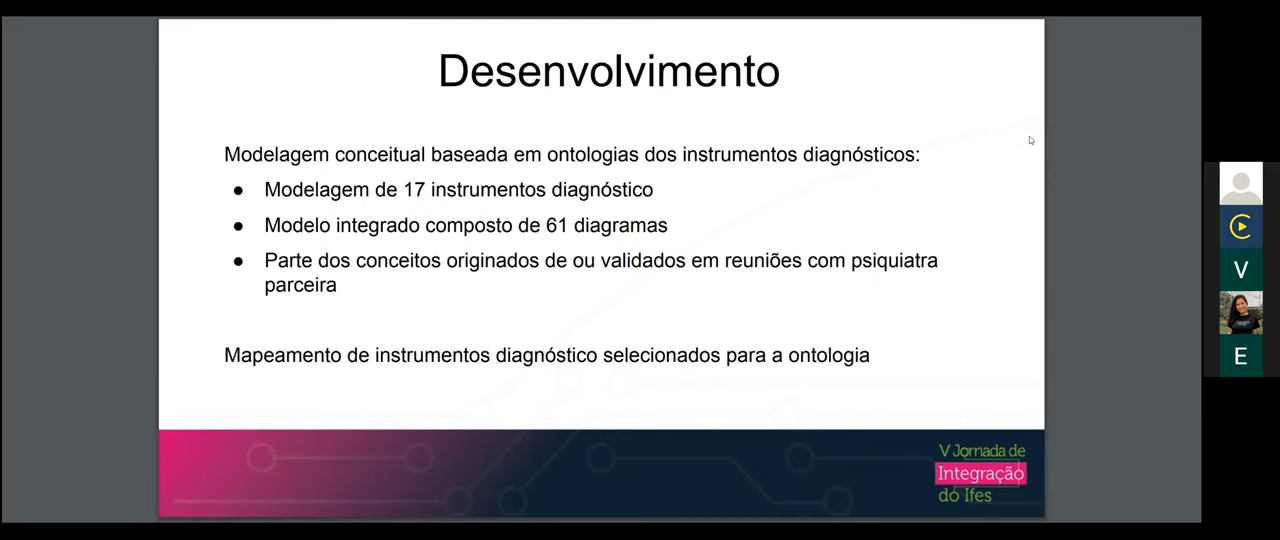 Desenvolvimento
Modelagem conceitual baseada em ontologias dos instrumentos diagnósticos:
● Modelagem de 17 instrumentos diagnóstico
● Modelo integrado composto de 61 diagramas
● Parte dos conceitos originados de ou validados em reuniões com psiquiatra
parceira
Mapeamento de instrumentos diagnóstico selecionados para a ontologia
V Jornada de
Integração
do Ifes
C
V
E